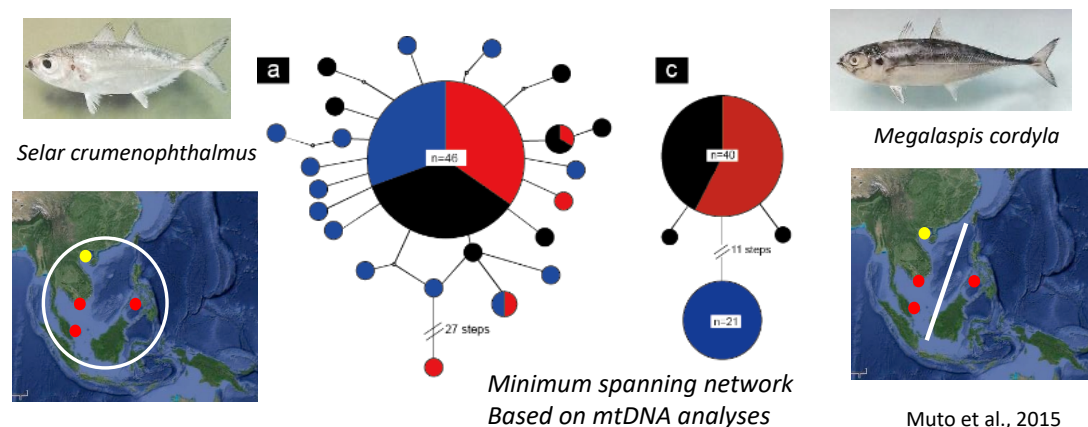 a
c
n=46
n=40
Selar crumenophthalmus
Megalaspis cordyla
11 steps
27 steps
n=21
Minimum spanning network
Based on mtDNA analyses
Muto et al., 2015